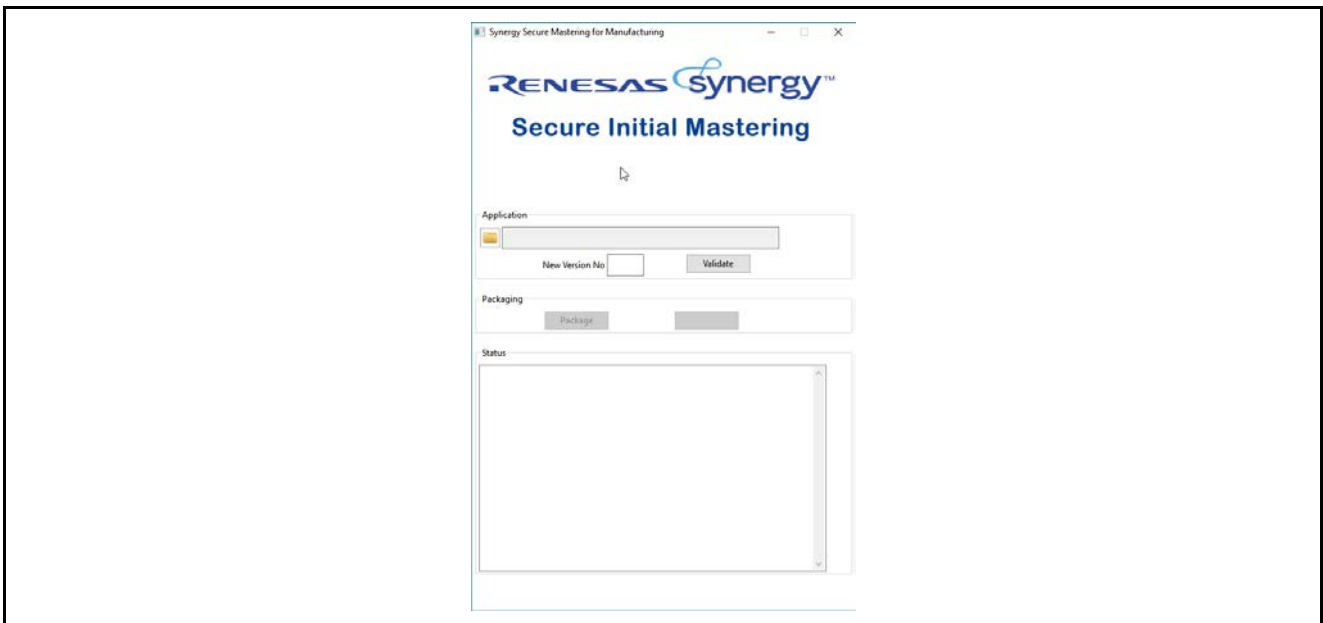 Synergy Secure Mastering for Manufacturing
RENESAS synergy™
Secure Initial Mastering
Application
New Version No
Validate
Packaging
Package
Status